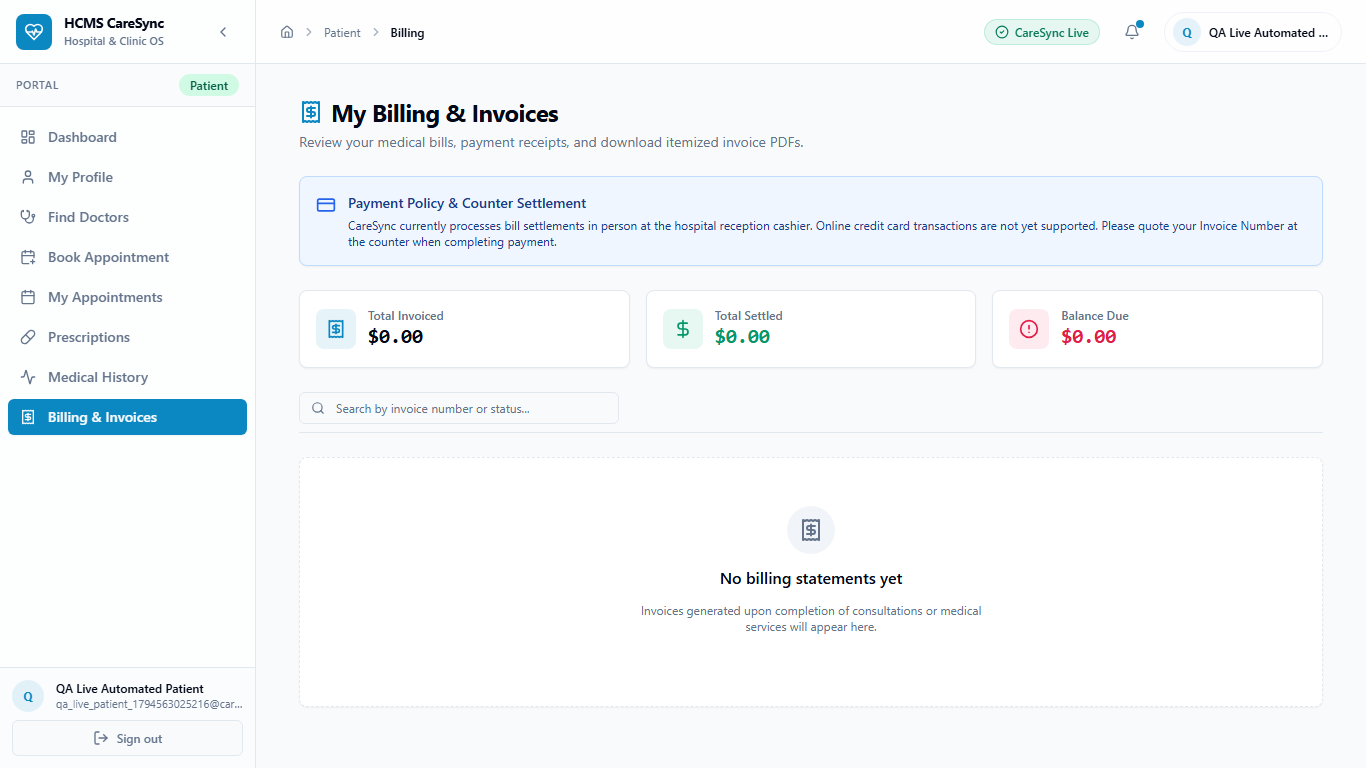 HCMS CareSync
Hospital & Clinic OS
PORTAL
Patient
Dashboard
My Profile
Find Doctors
Book Appointment
My Appointments
Prescriptions
Medical History
Billing & Invoices
QA Live Automated Patient
qa_live_patient_1794563025216@car...
Sign out
Patient
Billing
CareSync Live
Q
QA Live Automated ...
My Billing & Invoices
Review your medical bills, payment receipts, and download itemized invoice PDFs.
Payment Policy & Counter Settlement
CareSync currently processes bill settlements in person at the hospital reception cashier. Online credit card transactions are not yet supported. Please quote your Invoice Number at
the counter when completing payment.
Total Invoiced
$0.00
Total Settled
$0.00
Balance Due
$0.00
Search by invoice number or status...
No billing statements yet
Invoices generated upon completion of consultations or medical
services will appear here.
Q